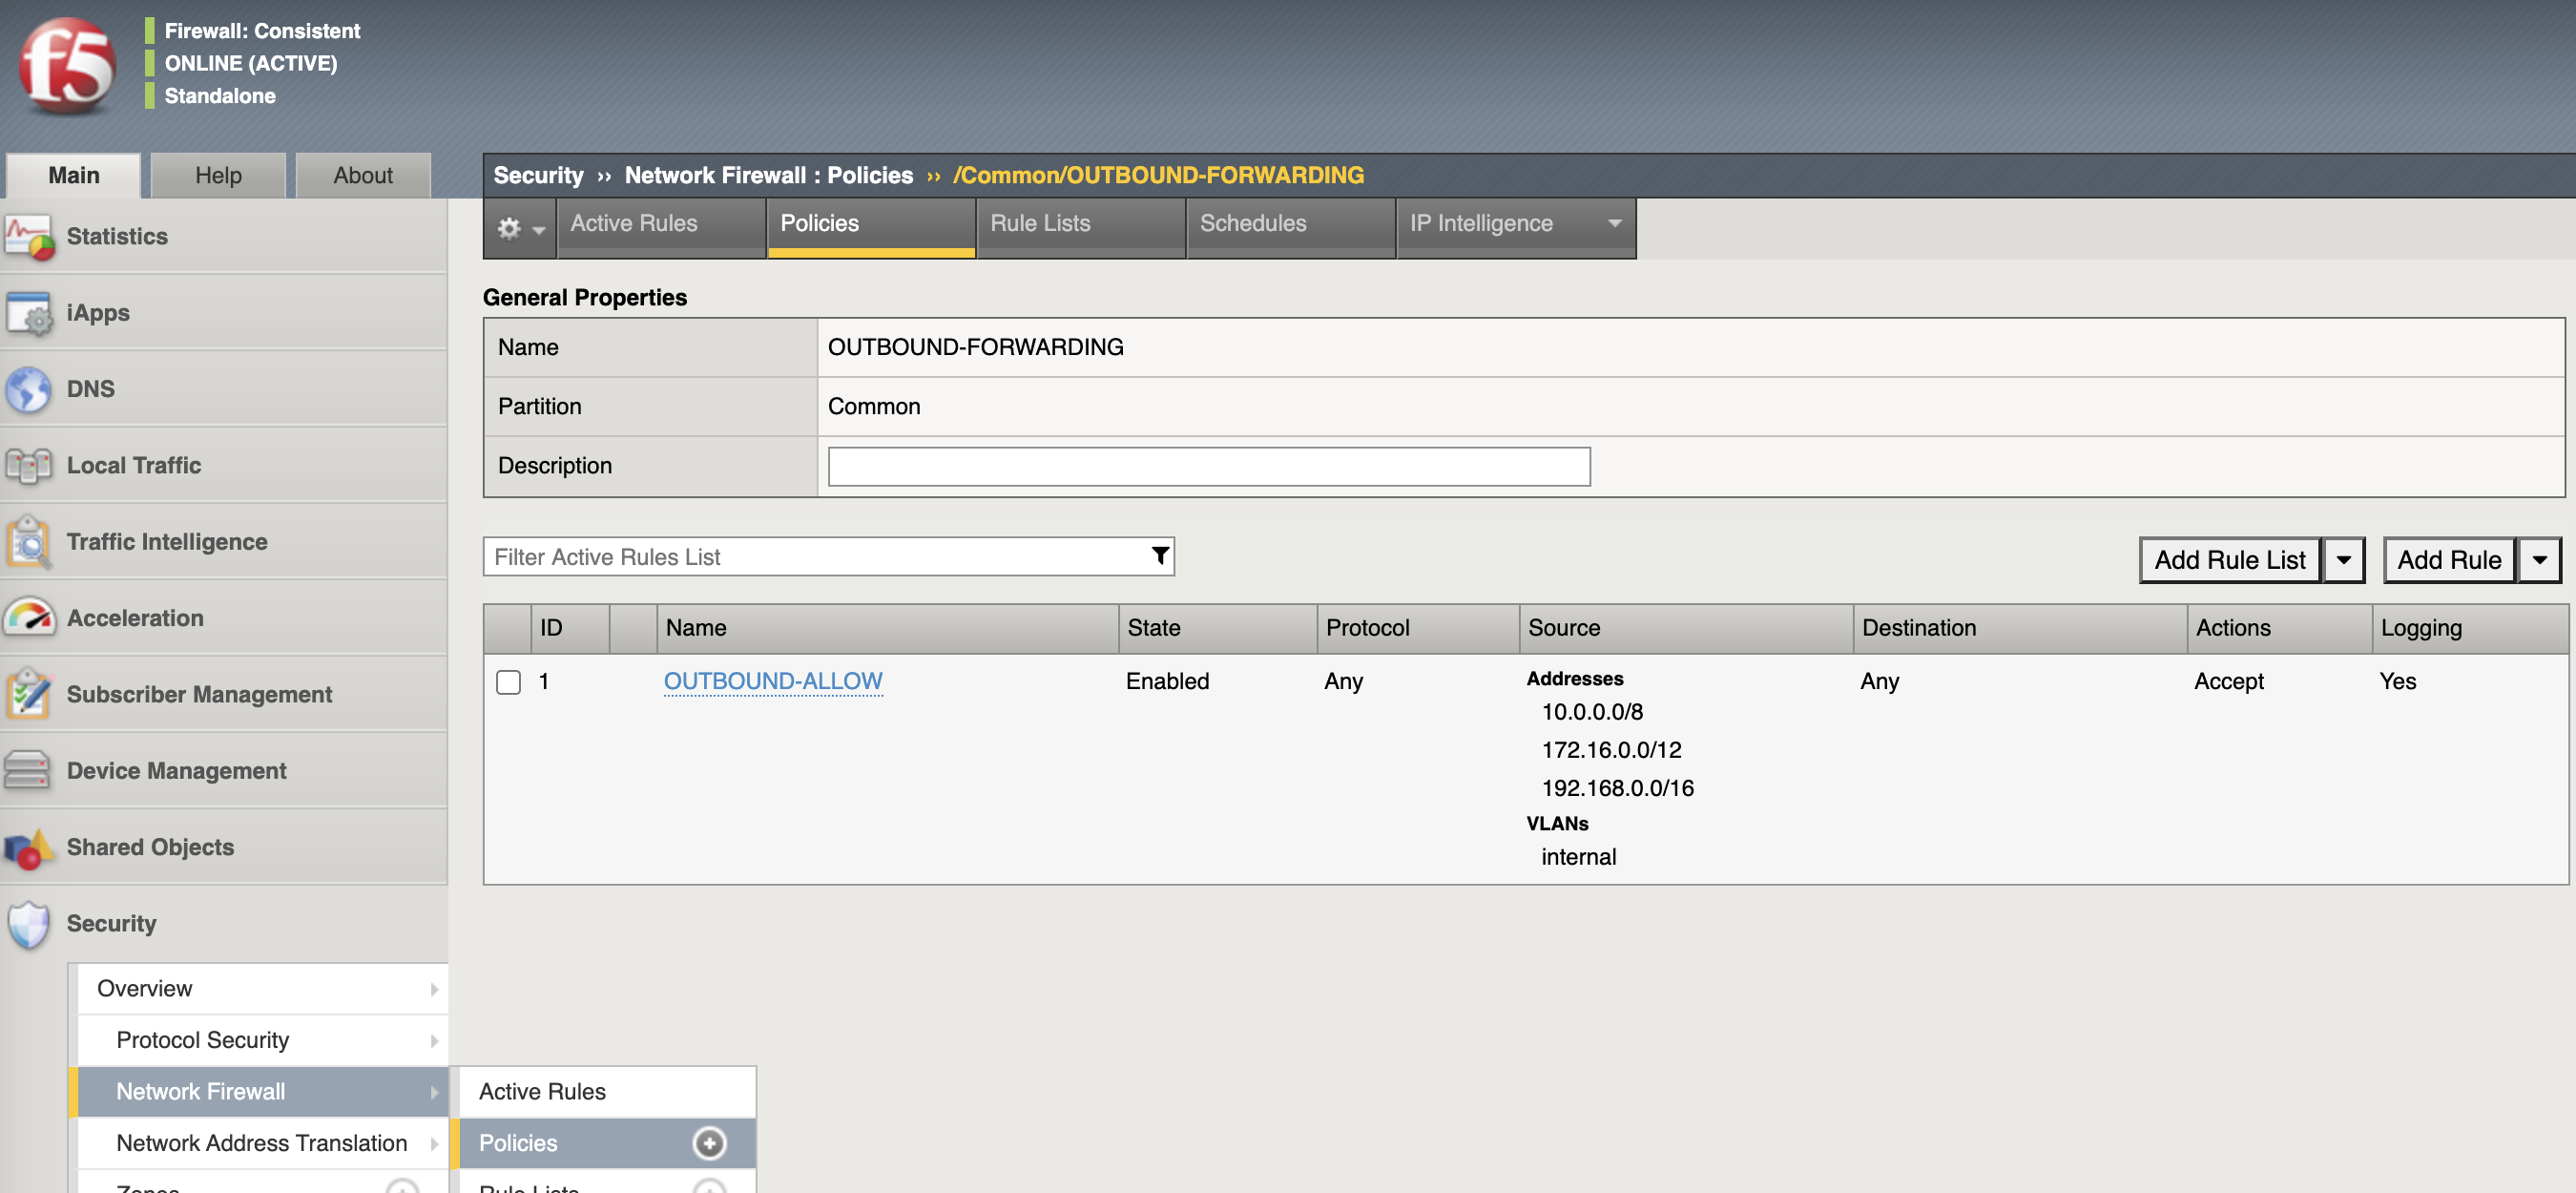 f5
Firewall: Consistent
ONLINE (ACTIVE)
Standalone
Main Help About
Security ›› Network Firewall : Policies ›› /Common/OUTBOUND-FORWARDING
Active Rules Policies Rule Lists Schedules IP Intelligence
Statistics
iApps
DNS
Local Traffic
Traffic Intelligence
Acceleration
Subscriber Management
Device Management
Shared Objects
Security
Overview
Protocol Security
Network Firewall
Network Address Translation
Zones
Active Rules
Policies
Rule Lists
General Properties
Name OUTBOUND-FORWARDING
Partition Common
Description
Filter Active Rules List
Add Rule List Add Rule
ID Name State Protocol Source Destination Actions Logging
1 OUTBOUND-ALLOW Enabled Any Addresses Any Accept Yes
10.0.0.0/8
172.16.0.0/12
192.168.0.0/16
VLANs
internal